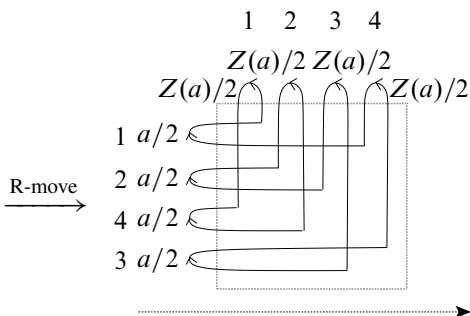 1 2 3 4
Z(a)/2 Z(a)/2
Z(a)/2 Z(a)/2
1 a/2
2 a/2
R-move
4 a/2
3 a/2